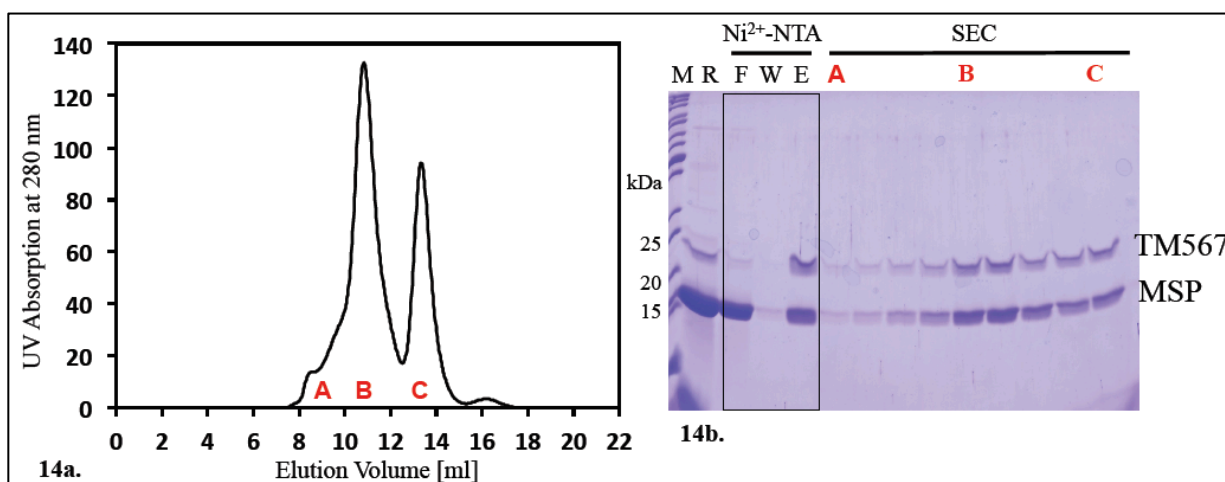 140
120
100
80
60
40
20
0
UV Absorption at 280 nm
A B C
0 2 4 6 8 10 12 14 16 18 20 22
Elution Volume [ml]
14a.
Ni²⁺-NTA SEC
M R F W E A B C
kDa
25
20
15
TM567
MSP
14b.